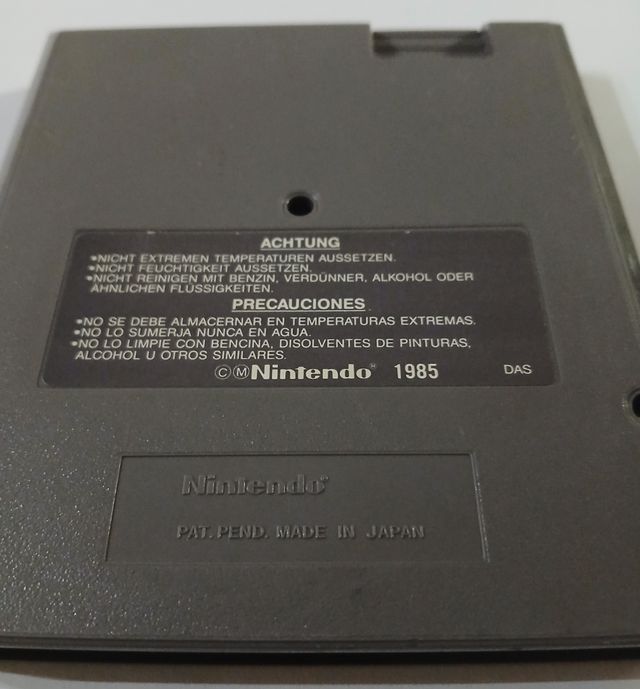 ACHTUNG
•NICHT EXTREMEN TEMPERATUREN AUSSETZEN.
•NICHT FEUCHTIGKEIT AUSSETZEN.
•NICHT REINIGEN MIT BENZIN, VERDÜNNER, ALKOHOL ODER
ÄHNLICHEN FLÜSSIGKEITEN.
PRECAUCIONES
•NO SE DEBE ALMACERNAR EN TEMPERATURAS EXTREMAS.
•NO LO SUMERJA NUNCA EN AGUA.
•NO LO LIMPIE CON BENCINA, DISOLVENTES DE PINTURAS,
ALCOHOL U OTROS SIMILARES.
ⒸⓂNintendo® 1985 DAS
Nintendo®
PAT. PEND. MADE IN JAPAN